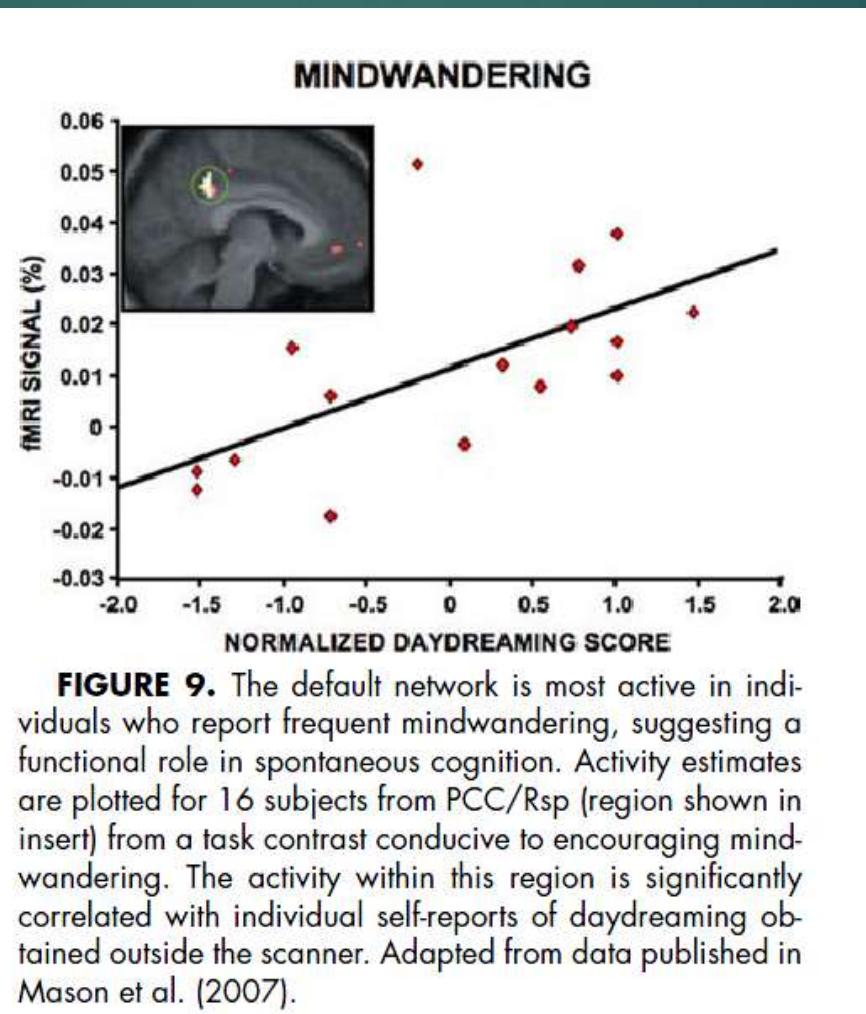 MINDWANDERING
0.06
0.05
0.04
0.03
0.02
0.01
0
-0.01
-0.02
-0.03
fMRI SIGNAL (%)
-2.0 -1.5 -1.0 -0.5 0 0.5 1.0 1.5 2.0
NORMALIZED DAYDREAMING SCORE
FIGURE 9. The default network is most active in indi-
viduals who report frequent mindwandering, suggesting a
functional role in spontaneous cognition. Activity estimates
are plotted for 16 subjects from PCC/Rsp (region shown in
insert) from a task contrast conducive to encouraging mind-
wandering. The activity within this region is significantly
correlated with individual self-reports of daydreaming ob-
tained outside the scanner. Adapted from data published in
Mason et al. (2007).